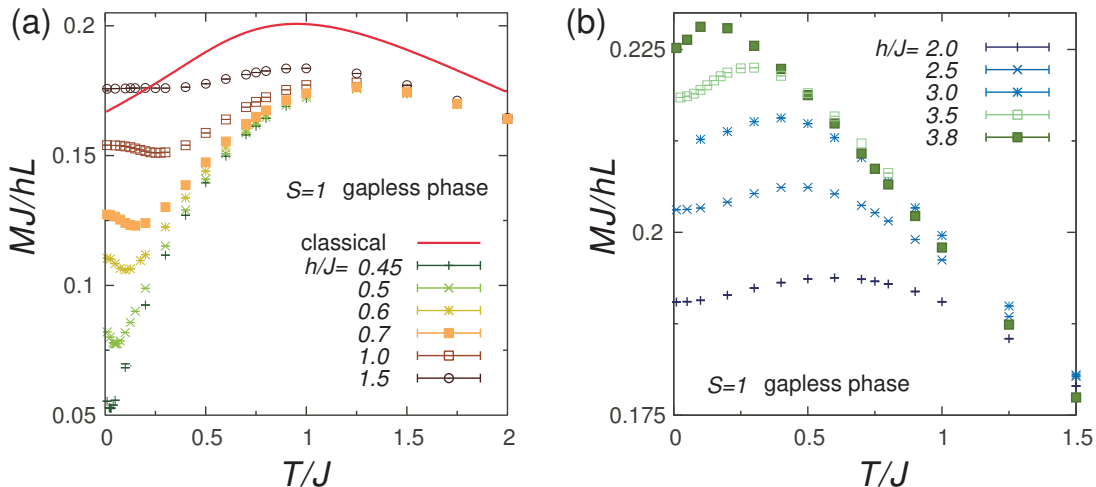 (a)
MJ/hL
0.2
0.15
0.1
0.05
0
0.5
1
1.5
2
T/J
S=1 gapless phase
classical
h/J= 0.45
0.5
0.6
0.7
1.0
1.5
(b)
MJ/hL
0.225
0.2
0.175
0
0.5
1
1.5
T/J
h/J= 2.0
2.5
3.0
3.5
3.8
S=1 gapless phase